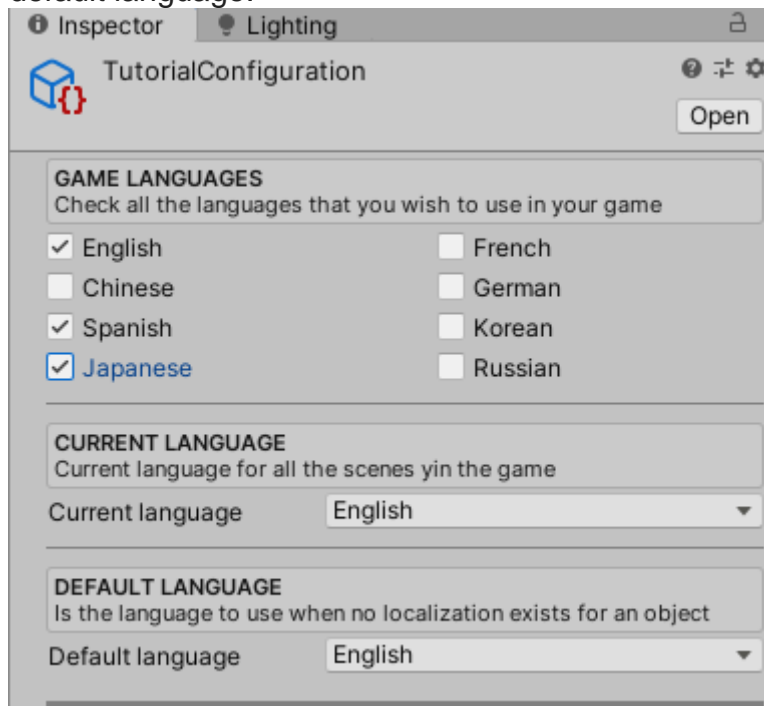 default language.
Inspector Lighting
TutorialConfiguration
Open
GAME LANGUAGES
Check all the languages that you wish to use in your game
English French
Chinese German
Spanish Korean
Japanese Russian
CURRENT LANGUAGE
Current language for all the scenes yin the game
Current language English
DEFAULT LANGUAGE
Is the language to use when no localization exists for an object
Default language English